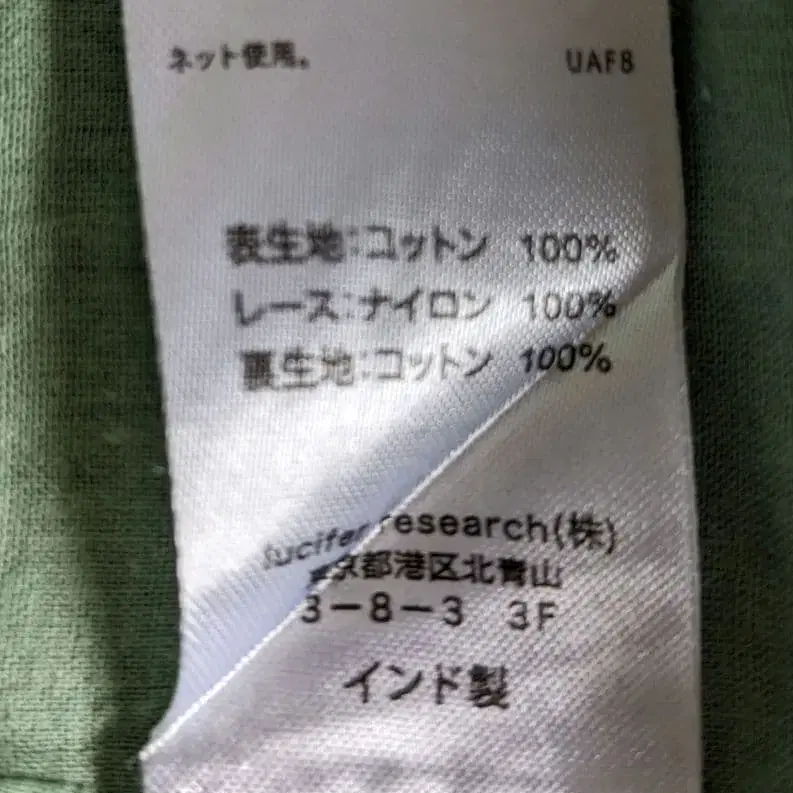 ネット使用。 UAF8
表生地:コットン 100%
レース:ナイロン 100%
裏生地:コットン 100%
lucifer research(株)
東京都港区北青山
3-8-3 3F
インド製